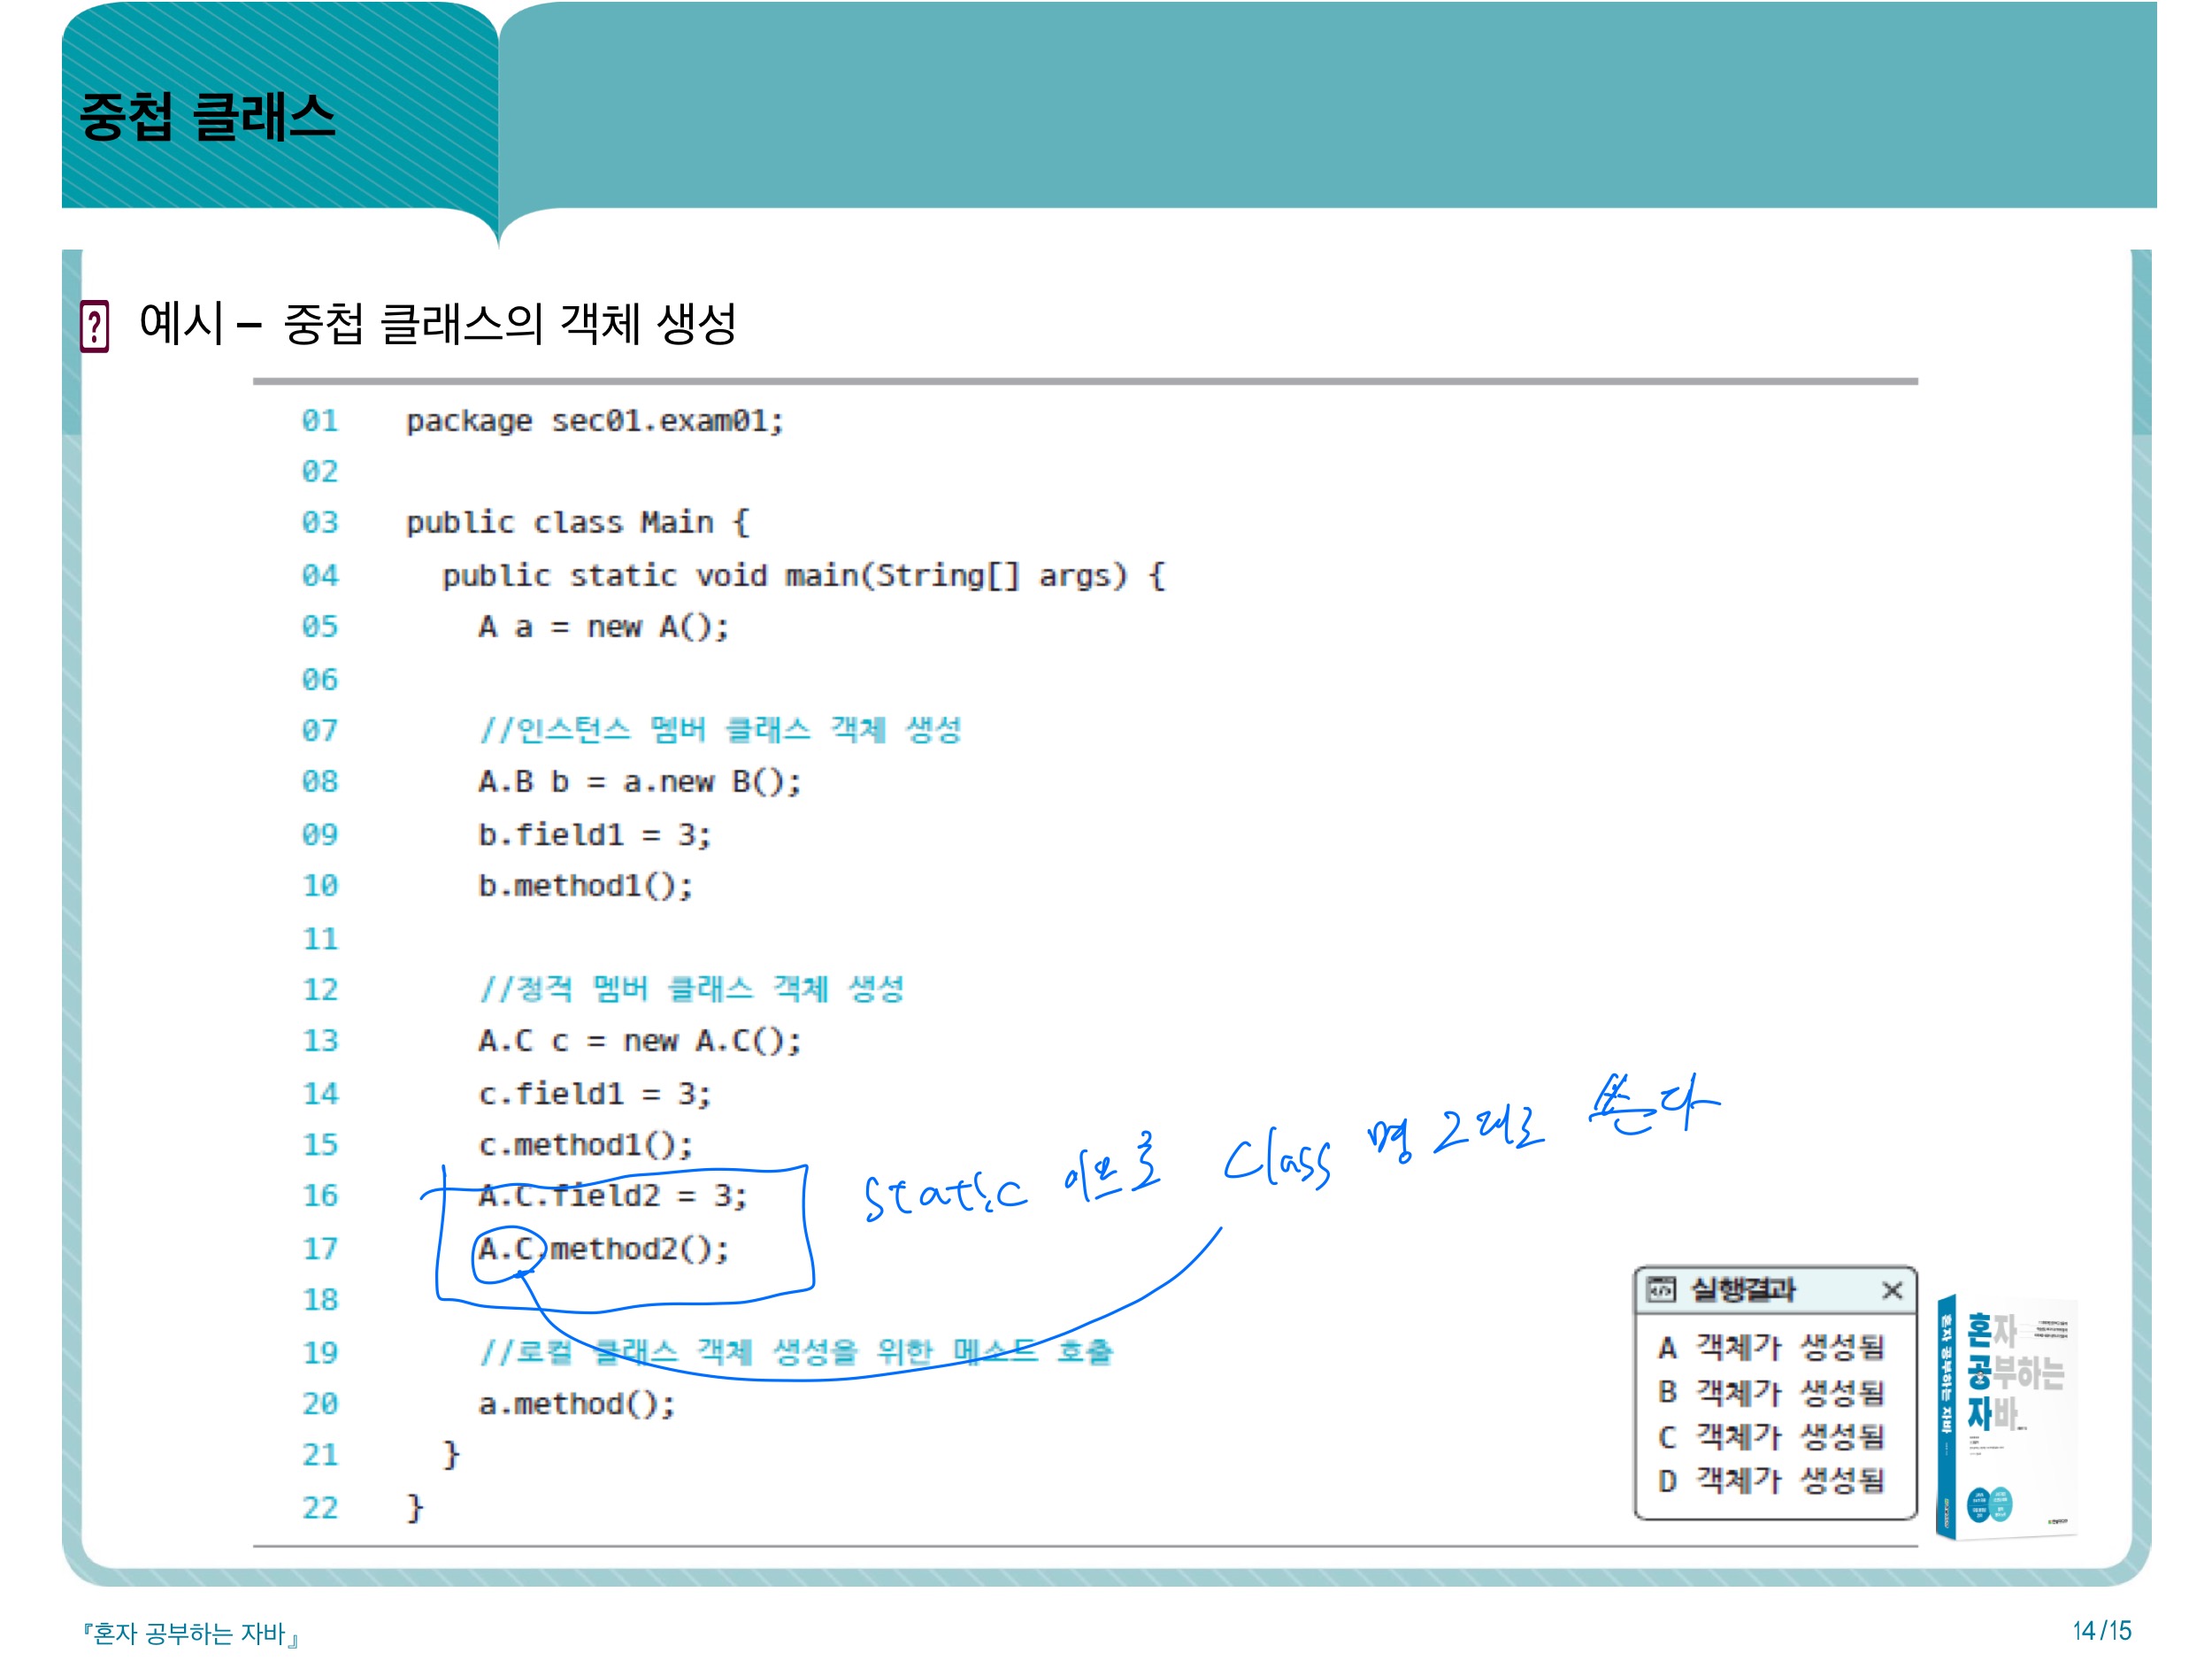 중첩 클래스
예시 – 중첩 클래스의 객체 생성
01 package sec01.exam01;
02
03 public class Main {
04 public static void main(String[] args) {
05 A a = new A();
06
07 //인스턴스 멤버 클래스 객체 생성
08 A.B b = a.new B();
09 b.field1 = 3;
10 b.method1();
11
12 //정적 멤버 클래스 객체 생성
13 A.C c = new A.C();
14 c.field1 = 3;
15 c.method1();
16 A.C.field2 = 3;
17 A.C.method2();
18
19 //로컬 클래스 객체 생성을 위한 메소드 호출
20 a.method();
21 }
22 }
static 이므로 Class 명 그대로 쓴다
실행결과
A 객체가 생성됨
B 객체가 생성됨
C 객체가 생성됨
D 객체가 생성됨
혼자
공부하는
자바
혼자 공부하는 자바
『혼자 공부하는 자바』
14/15